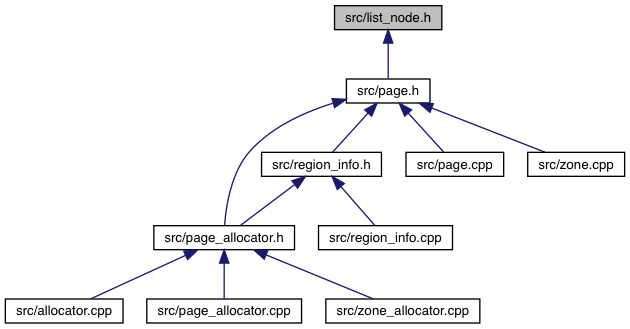 src/list_node.h
src/page.h
src/region_info.h
src/page.cpp
src/zone.cpp
src/page_allocator.h
src/region_info.cpp
src/allocator.cpp
src/page_allocator.cpp
src/zone_allocator.cpp